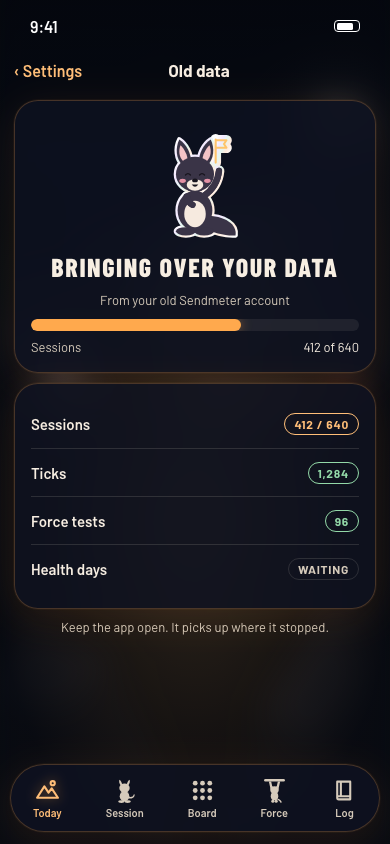 9:41
‹ Settings
Old data
BRINGING OVER YOUR DATA
From your old Sendmeter account
Sessions
412 of 640
Sessions
412 / 640
Ticks
1,284
Force tests
96
Health days
WAITING
Keep the app open. It picks up where it stopped.
Today
Session
Board
Force
Log